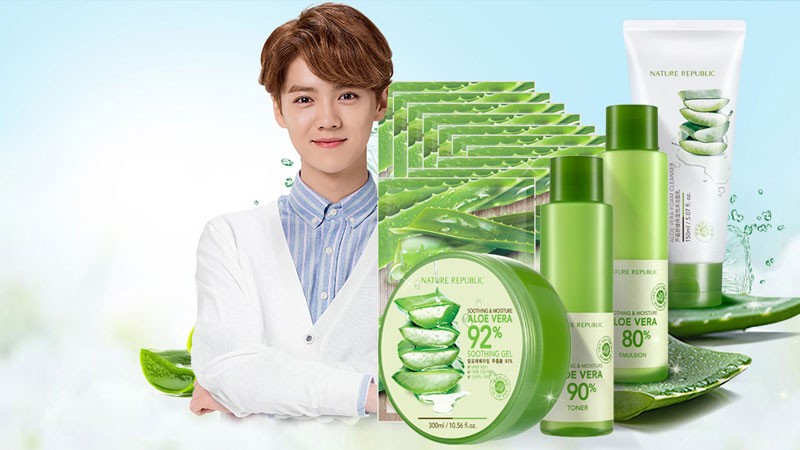 NATURE REPUBLIC
ALOE VERA FOAM CLEANSER
150ml / 5.07 fl. oz.
NATURE REPUBLIC
SOOTHING & MOISTURE
ALOE VERA
92%
SOOTHING GEL
300ml / 10.56 fl.oz.
NATURE REPUBLIC
& MOISTURE
VERA
90%
TONER
NATURE REPUBLIC
SOOTHING & MOISTURE
ALOE VERA
80%
EMULSION